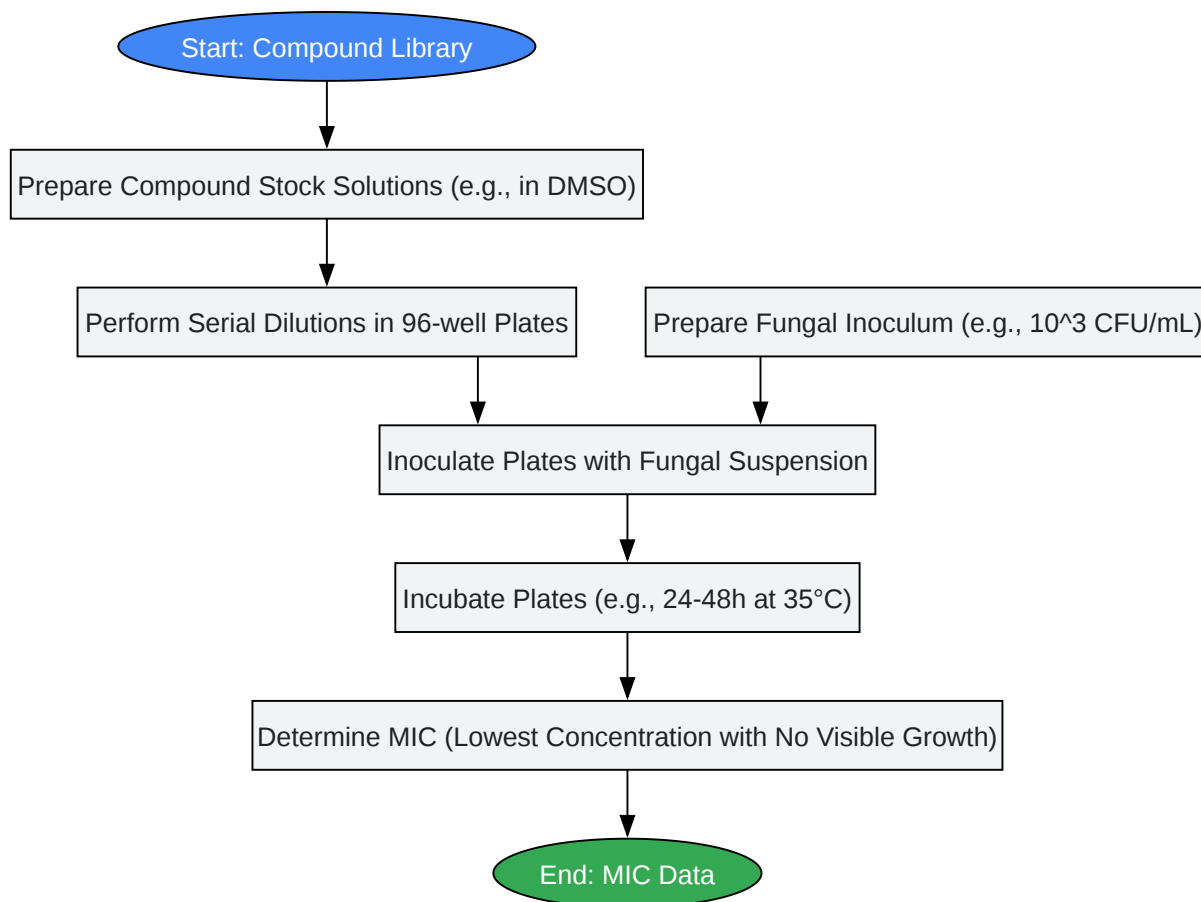 Start: Compound Library
Prepare Compound Stock Solutions (e.g., in DMSO)
Perform Serial Dilutions in 96-well Plates
Prepare Fungal Inoculum (e.g., 10^3 CFU/mL)
Inoculate Plates with Fungal Suspension
Incubate Plates (e.g., 24-48h at 35°C)
Determine MIC (Lowest Concentration with No Visible Growth)
End: MIC Data